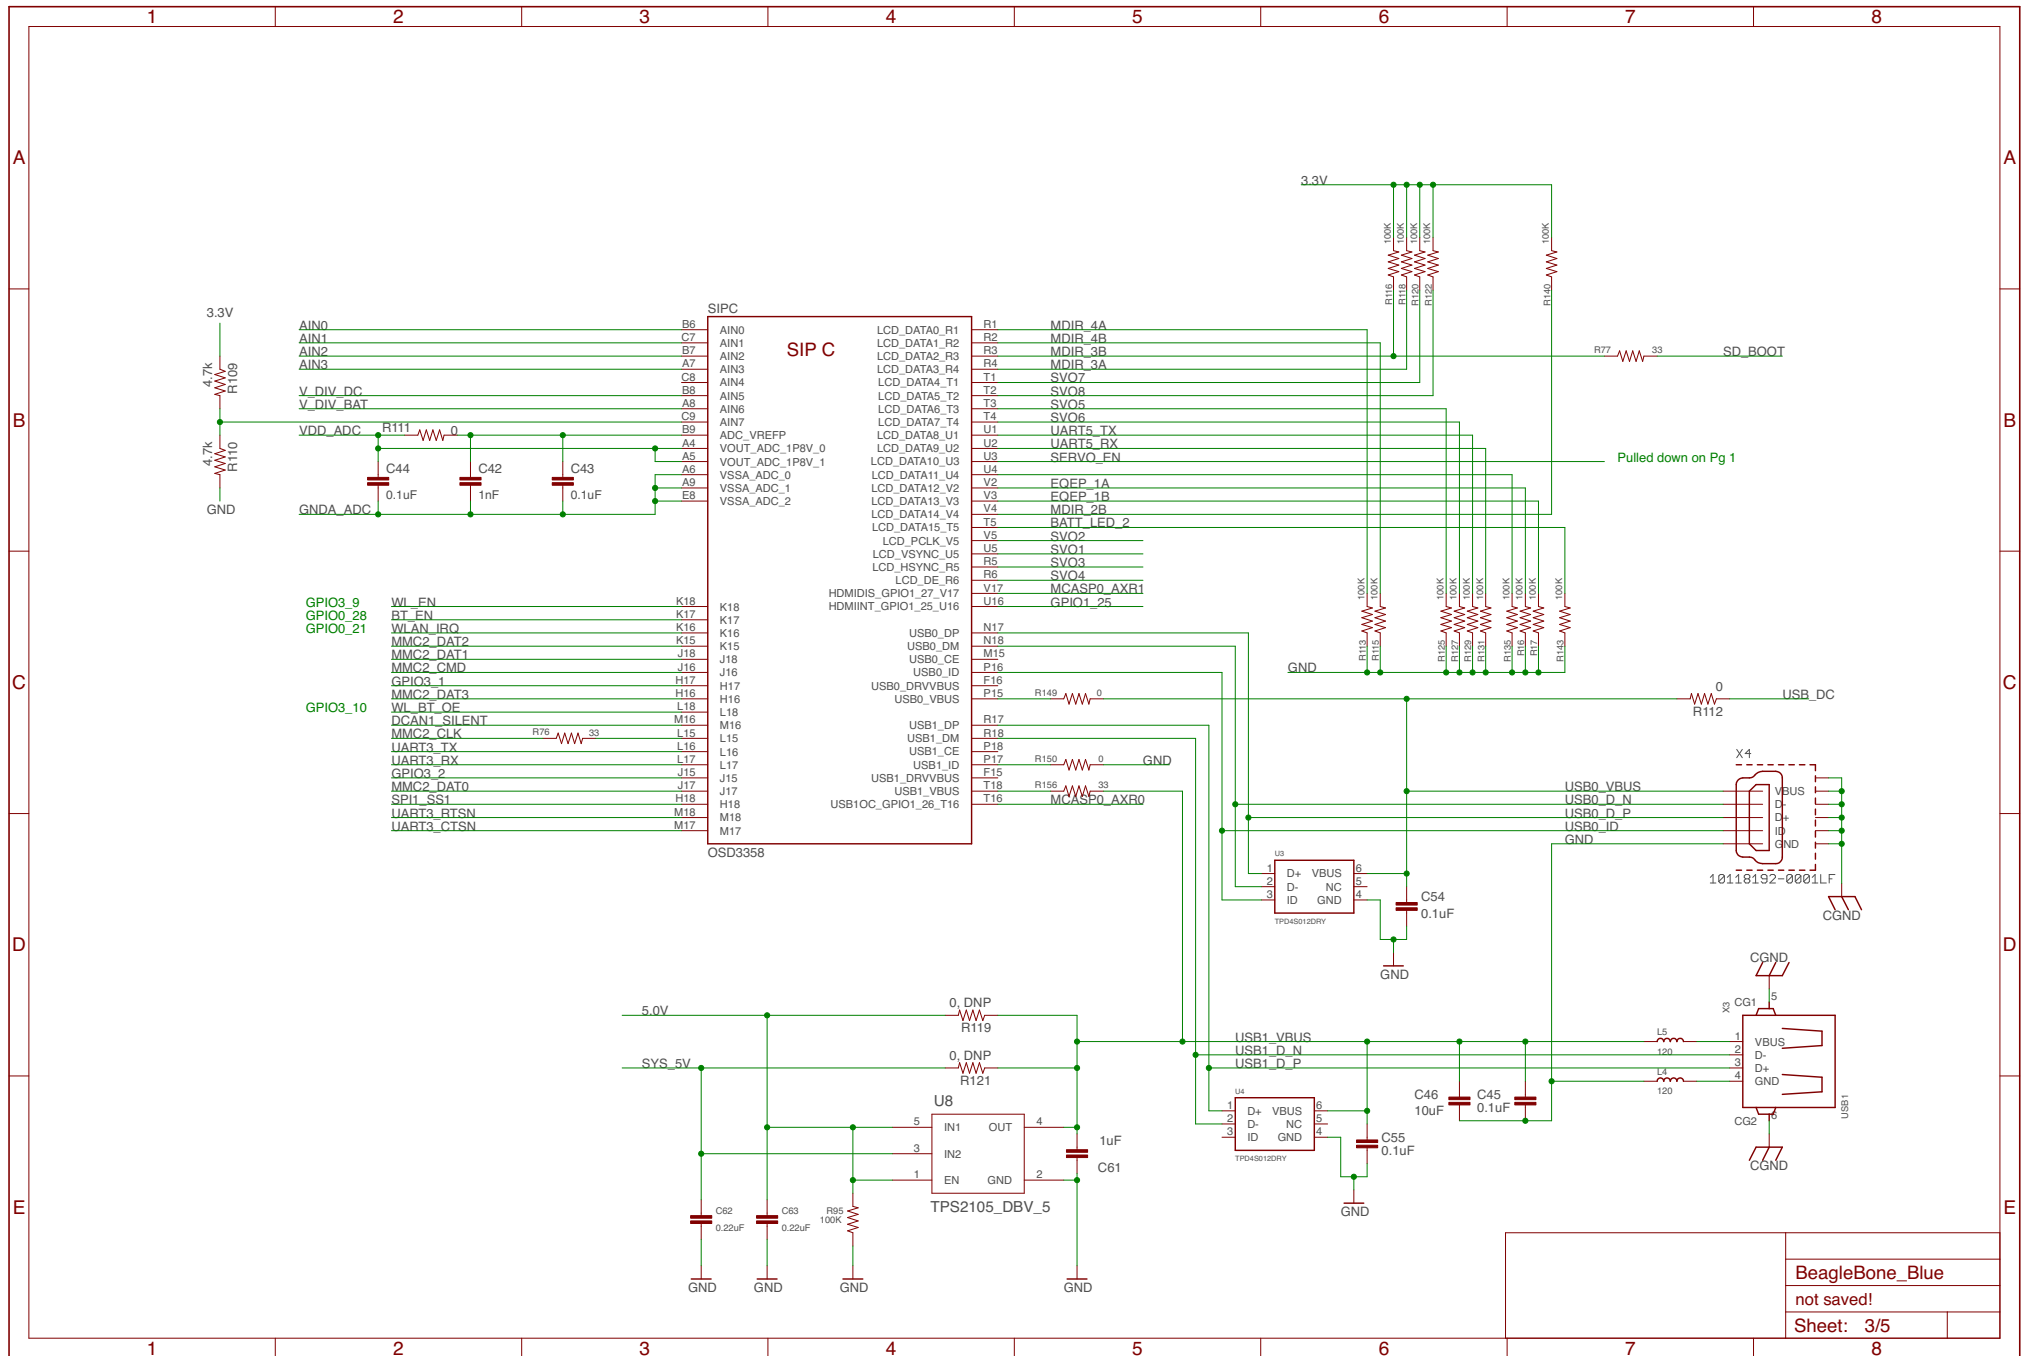 1 2 3 4 5 6 7 8
A A
B B
C C
D D
E E
3.3V
100K 100K 100K 100K 100K
R116 R118 R120 R122 R140
3.3V
4.7k
R109
4.7k
R110
GND
AIN0
AIN1
AIN2
AIN3
V_DIV_DC
V_DIV_BAT
VDD_ADC
R111 0
C44
0.1uF
C42
1nF
C43
0.1uF
GNDA_ADC
SIPC
SIP C
B6 AIN0
C7 AIN1
B7 AIN2
A7 AIN3
C8 AIN4
B8 AIN5
A8 AIN6
C9 AIN7
B9 ADC_VREFP
A4 VOUT_ADC_1P8V_0
A5 VOUT_ADC_1P8V_1
A6 VSSA_ADC_0
A9 VSSA_ADC_1
E8 VSSA_ADC_2
GPIO3_9 WL_EN K18 K18
GPIO0_28 BT_EN K17 K17
GPIO0_21 WLAN_IRQ K16 K16
MMC2_DAT2 K15 K15
MMC2_DAT1 J18 J18
MMC2_CMD J16 J16
GPIO3_1 H17 H17
MMC2_DAT3 H16 H16
GPIO3_10 WL_BT_OE L18 L18
DCAN1_SILENT M16 M16
MMC2_CLK R76 33 L15 L15
UART3_TX L16 L16
UART3_RX L17 L17
GPIO3_2 J15 J15
MMC2_DAT0 J17 J17
SPI1_SS1 H18 H18
UART3_RTSN M18 M18
UART3_CTSN M17 M17
OSD3358
LCD_DATA0_R1 R1 MDIR_4A
LCD_DATA1_R2 R2 MDIR_4B
LCD_DATA2_R3 R3 MDIR_3B
LCD_DATA3_R4 R4 MDIR_3A
LCD_DATA4_T1 T1 SVO7
LCD_DATA5_T2 T2 SVO8
LCD_DATA6_T3 T3 SVO5
LCD_DATA7_T4 T4 SVO6
LCD_DATA8_U1 U1 UART5_TX
LCD_DATA9_U2 U2 UART5_RX
LCD_DATA10_U3 U3 SERVO_EN
LCD_DATA11_U4 U4
LCD_DATA12_V2 V2 EQEP_1A
LCD_DATA13_V3 V3 EQEP_1B
LCD_DATA14_V4 V4 MDIR_2B
LCD_DATA15_T5 T5 BATT_LED_2
LCD_PCLK_V5 V5 SVO2
LCD_VSYNC_U5 U5 SVO1
LCD_HSYNC_R5 R5 SVO3
LCD_DE_R6 R6 SVO4
HDMIDIS_GPIO1_27_V17 V17 MCASP0_AXR1
HDMIINT_GPIO1_25_U16 U16 GPIO1_25
USB0_DP N17
USB0_DM N18
USB0_CE M15
USB0_ID P16
USB0_DRVVBUS F16
USB0_VBUS P15 R149 0
USB1_DP R17
USB1_DM R18
USB1_CE P18
USB1_ID P17 R150 0 GND
USB1_DRVVBUS F15
USB1_VBUS T18 R156 33
USB1OC_GPIO1_26_T16 T16 MCASP0_AXR0
R77 33 SD_BOOT
Pulled down on Pg 1
100K 100K 100K 100K 100K 100K 100K 100K 100K 100K
R113 R115 R125 R127 R129 R131 R135 R16 R17 R143
GND
0
R112
USB_DC
X4
USB0_VBUS VBUS
USB0_D_N D-
USB0_D_P D+
USB0_ID ID
GND GND
10118192-0001LF
CGND
U3
1 D+ VBUS 6
2 D- NC 5
3 ID GND 4
TPD4S012DRY
C54
0.1uF
GND
5.0V
0, DNP
R119
SYS_5V
0, DNP
R121
U8
5 IN1 OUT 4
3 IN2
1 EN GND 2
TPS2105_DBV_5
1uF
C61
C62
0.22uF
C63
0.22uF
R95
100K
GND GND GND GND
USB1_VBUS
USB1_D_N
USB1_D_P
U4
1 D+ VBUS 6
2 D- NC 5
3 ID GND 4
TPD4S012DRY
C55
0.1uF
GND
C46
10uF
C45
0.1uF
L5
120
L4
120
CGND
X3
CG1 5
1 VBUS
2 D-
3 D+
4 GND
CG2 6
USB1
CGND
BeagleBone_Blue
not saved!
Sheet: 3/5
1 2 3 4 5 6 7 8